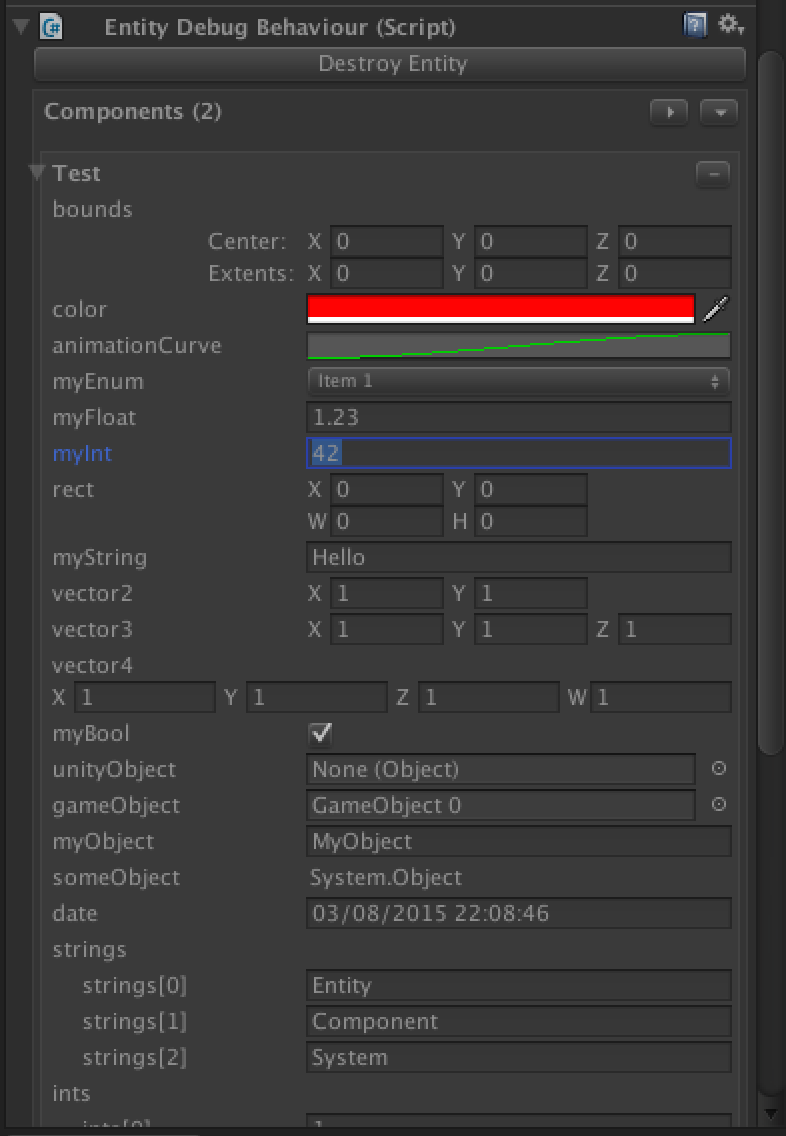 Entity Debug Behaviour (Script)
Destroy Entity
Components (2)
Test
bounds
Center: X 0 Y 0 Z 0
Extents: X 0 Y 0 Z 0
color
animationCurve
myEnum Item 1
myFloat 1.23
myInt 42
rect X 0 Y 0
W 0 H 0
myString Hello
vector2 X 1 Y 1
vector3 X 1 Y 1 Z 1
vector4
X 1 Y 1 Z 1 W 1
myBool
unityObject None (Object)
gameObject GameObject 0
myObject MyObject
someObject System.Object
date 03/08/2015 22:08:46
strings
strings[0] Entity
strings[1] Component
strings[2] System
ints
ints[0] 1